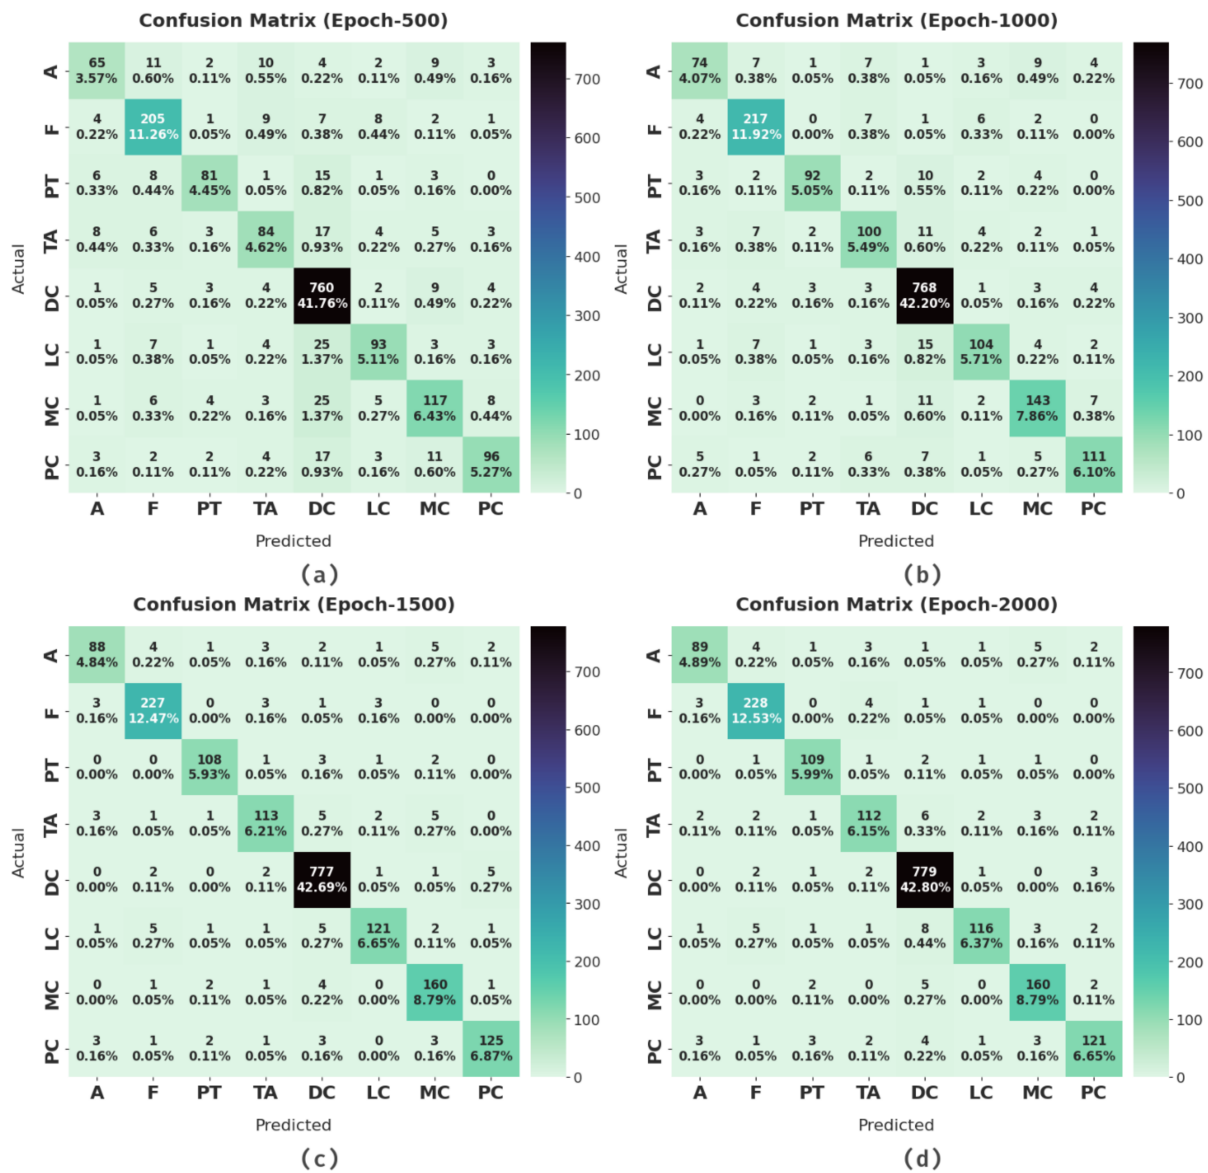 Confusion Matrix (Epoch-500)
A 65 11 2 10 4 2 9 3
3.57% 0.60% 0.11% 0.55% 0.22% 0.11% 0.49% 0.16%
F 4 205 1 9 7 8 2 1
0.22% 11.26% 0.05% 0.49% 0.38% 0.44% 0.11% 0.05%
PT 6 8 81 1 15 1 3 0
0.33% 0.44% 4.45% 0.05% 0.82% 0.05% 0.16% 0.00%
TA 8 6 3 84 17 4 5 3
0.44% 0.33% 0.16% 4.62% 0.93% 0.22% 0.27% 0.16%
DC 1 5 3 4 760 2 9 4
0.05% 0.27% 0.16% 0.22% 41.76% 0.11% 0.49% 0.22%
LC 1 7 1 4 25 93 3 3
0.05% 0.38% 0.05% 0.22% 1.37% 5.11% 0.16% 0.16%
MC 1 6 4 3 25 5 117 8
0.05% 0.33% 0.22% 0.16% 1.37% 0.27% 6.43% 0.44%
PC 3 2 2 4 17 3 11 96
0.16% 0.11% 0.11% 0.22% 0.93% 0.16% 0.60% 5.27%
A F PT TA DC LC MC PC
Actual
Predicted
700
600
500
400
300
200
100
0
(a)
Confusion Matrix (Epoch-1000)
A 74 7 1 7 1 3 9 4
4.07% 0.38% 0.05% 0.38% 0.05% 0.16% 0.49% 0.22%
F 4 217 0 7 1 6 2 0
0.22% 11.92% 0.00% 0.38% 0.05% 0.33% 0.11% 0.00%
PT 3 2 92 2 10 2 4 0
0.16% 0.11% 5.05% 0.11% 0.55% 0.11% 0.22% 0.00%
TA 3 7 2 100 11 4 2 1
0.16% 0.38% 0.11% 5.49% 0.60% 0.22% 0.11% 0.05%
DC 2 4 3 3 768 1 3 4
0.11% 0.22% 0.16% 0.16% 42.20% 0.05% 0.16% 0.22%
LC 1 7 1 3 15 104 4 2
0.05% 0.38% 0.05% 0.16% 0.82% 5.71% 0.22% 0.11%
MC 0 3 2 1 11 2 143 7
0.00% 0.16% 0.11% 0.05% 0.60% 0.11% 7.86% 0.38%
PC 5 1 2 6 7 1 5 111
0.27% 0.05% 0.11% 0.33% 0.38% 0.05% 0.27% 6.10%
A F PT TA DC LC MC PC
Actual
Predicted
700
600
500
400
300
200
100
0
(b)
Confusion Matrix (Epoch-1500)
A 88 4 1 3 2 1 5 2
4.84% 0.22% 0.05% 0.16% 0.11% 0.05% 0.27% 0.11%
F 3 227 0 3 1 3 0 0
0.16% 12.47% 0.00% 0.16% 0.05% 0.16% 0.00% 0.00%
PT 0 0 108 1 3 1 2 0
0.00% 0.00% 5.93% 0.05% 0.16% 0.05% 0.11% 0.00%
TA 3 1 1 113 5 2 5 0
0.16% 0.05% 0.05% 6.21% 0.27% 0.11% 0.27% 0.00%
DC 0 2 0 2 777 1 1 5
0.00% 0.11% 0.00% 0.11% 42.69% 0.05% 0.05% 0.27%
LC 1 5 1 1 5 121 2 1
0.05% 0.27% 0.05% 0.05% 0.27% 6.65% 0.11% 0.05%
MC 0 1 2 1 4 0 160 1
0.00% 0.05% 0.11% 0.05% 0.22% 0.00% 8.79% 0.05%
PC 3 1 2 1 3 0 3 125
0.16% 0.05% 0.11% 0.05% 0.16% 0.00% 0.16% 6.87%
A F PT TA DC LC MC PC
Actual
Predicted
700
600
500
400
300
200
100
0
(c)
Confusion Matrix (Epoch-2000)
A 89 4 1 3 1 1 5 2
4.89% 0.22% 0.05% 0.16% 0.05% 0.05% 0.27% 0.11%
F 3 228 0 4 1 1 0 0
0.16% 12.53% 0.00% 0.22% 0.05% 0.05% 0.00% 0.00%
PT 0 1 109 1 2 1 1 0
0.00% 0.05% 5.99% 0.05% 0.11% 0.05% 0.05% 0.00%
TA 2 2 1 112 6 2 3 2
0.11% 0.11% 0.05% 6.15% 0.33% 0.11% 0.16% 0.11%
DC 0 2 1 2 779 1 0 3
0.00% 0.11% 0.05% 0.11% 42.80% 0.05% 0.00% 0.16%
LC 1 5 1 1 8 116 3 2
0.05% 0.27% 0.05% 0.05% 0.44% 6.37% 0.16% 0.11%
MC 0 0 2 0 5 0 160 2
0.00% 0.00% 0.11% 0.00% 0.27% 0.00% 8.79% 0.11%
PC 3 1 3 2 4 1 3 121
0.16% 0.05% 0.16% 0.11% 0.22% 0.05% 0.16% 6.65%
A F PT TA DC LC MC PC
Actual
Predicted
700
600
500
400
300
200
100
0
(d)